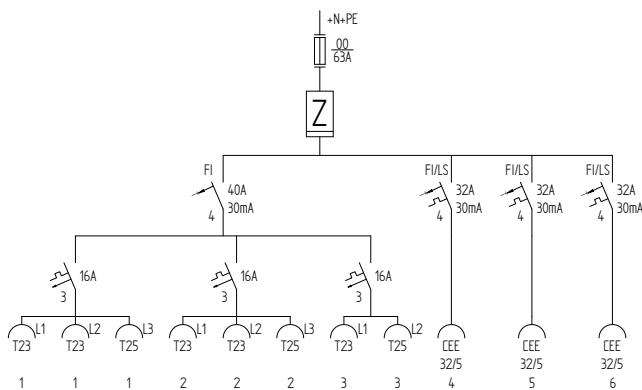 +N+PE
00
63A
Z
FI
40A
30mA
4
FI/LS
32A
30mA
4
FI/LS
32A
30mA
4
FI/LS
32A
30mA
4
16A
3
16A
3
16A
3
L1 L2 L3 L1 L2 L3 L1 L2
T23 T23 T25 T23 T23 T25 T23 T25 CEE CEE CEE
32/5 32/5 32/5
1 1 1 2 2 2 3 3 4 5 6